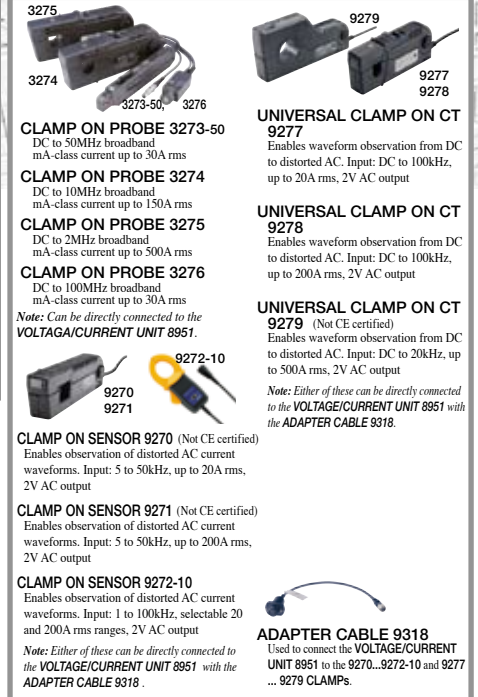 3275
3274
3273-50,
3276
CLAMP ON PROBE 3273-50
DC to 50MHz broadband
mA-class current up to 30A rms
CLAMP ON PROBE 3274
DC to 10MHz broadband
mA-class current up to 150A rms
CLAMP ON PROBE 3275
DC to 2MHz broadband
mA-class current up to 500A rms
CLAMP ON PROBE 3276
DC to 100MHz broadband
mA-class current up to 30A rms
Note: Can be directly connected to the
VOLTAGA/CURRENT UNIT 8951.
9272-10
9270
9271
CLAMP ON SENSOR 9270 (Not CE certified)
Enables observation of distorted AC current
waveforms. Input: 5 to 50kHz, up to 20A rms,
2V AC output
CLAMP ON SENSOR 9271 (Not CE certified)
Enables observation of distorted AC current
waveforms. Input: 5 to 50kHz, up to 200A rms,
2V AC output
CLAMP ON SENSOR 9272-10
Enables observation of distorted AC current
waveforms. Input: 1 to 100kHz, selectable 20
and 200A rms ranges, 2V AC output
Note: Either of these can be directly connected to
the VOLTAGE/CURRENT UNIT 8951 with the
ADAPTER CABLE 9318 .
9279
9277
9278
UNIVERSAL CLAMP ON CT
9277
Enables waveform observation from DC
to distorted AC. Input: DC to 100kHz,
up to 20A rms, 2V AC output
UNIVERSAL CLAMP ON CT
9278
Enables waveform observation from DC
to distorted AC. Input: DC to 100kHz,
up to 200A rms, 2V AC output
UNIVERSAL CLAMP ON CT
9279 (Not CE certified)
Enables waveform observation from DC
to distorted AC. Input: DC to 20kHz, up
to 500A rms, 2V AC output
Note: Either of these can be directly connected
to the VOLTAGE/CURRENT UNIT 8951 with
the ADAPTER CABLE 9318.
ADAPTER CABLE 9318
Used to connect the VOLTAGE/CURRENT
UNIT 8951 to the 9270...9272-10 and 9277
... 9279 CLAMPs.